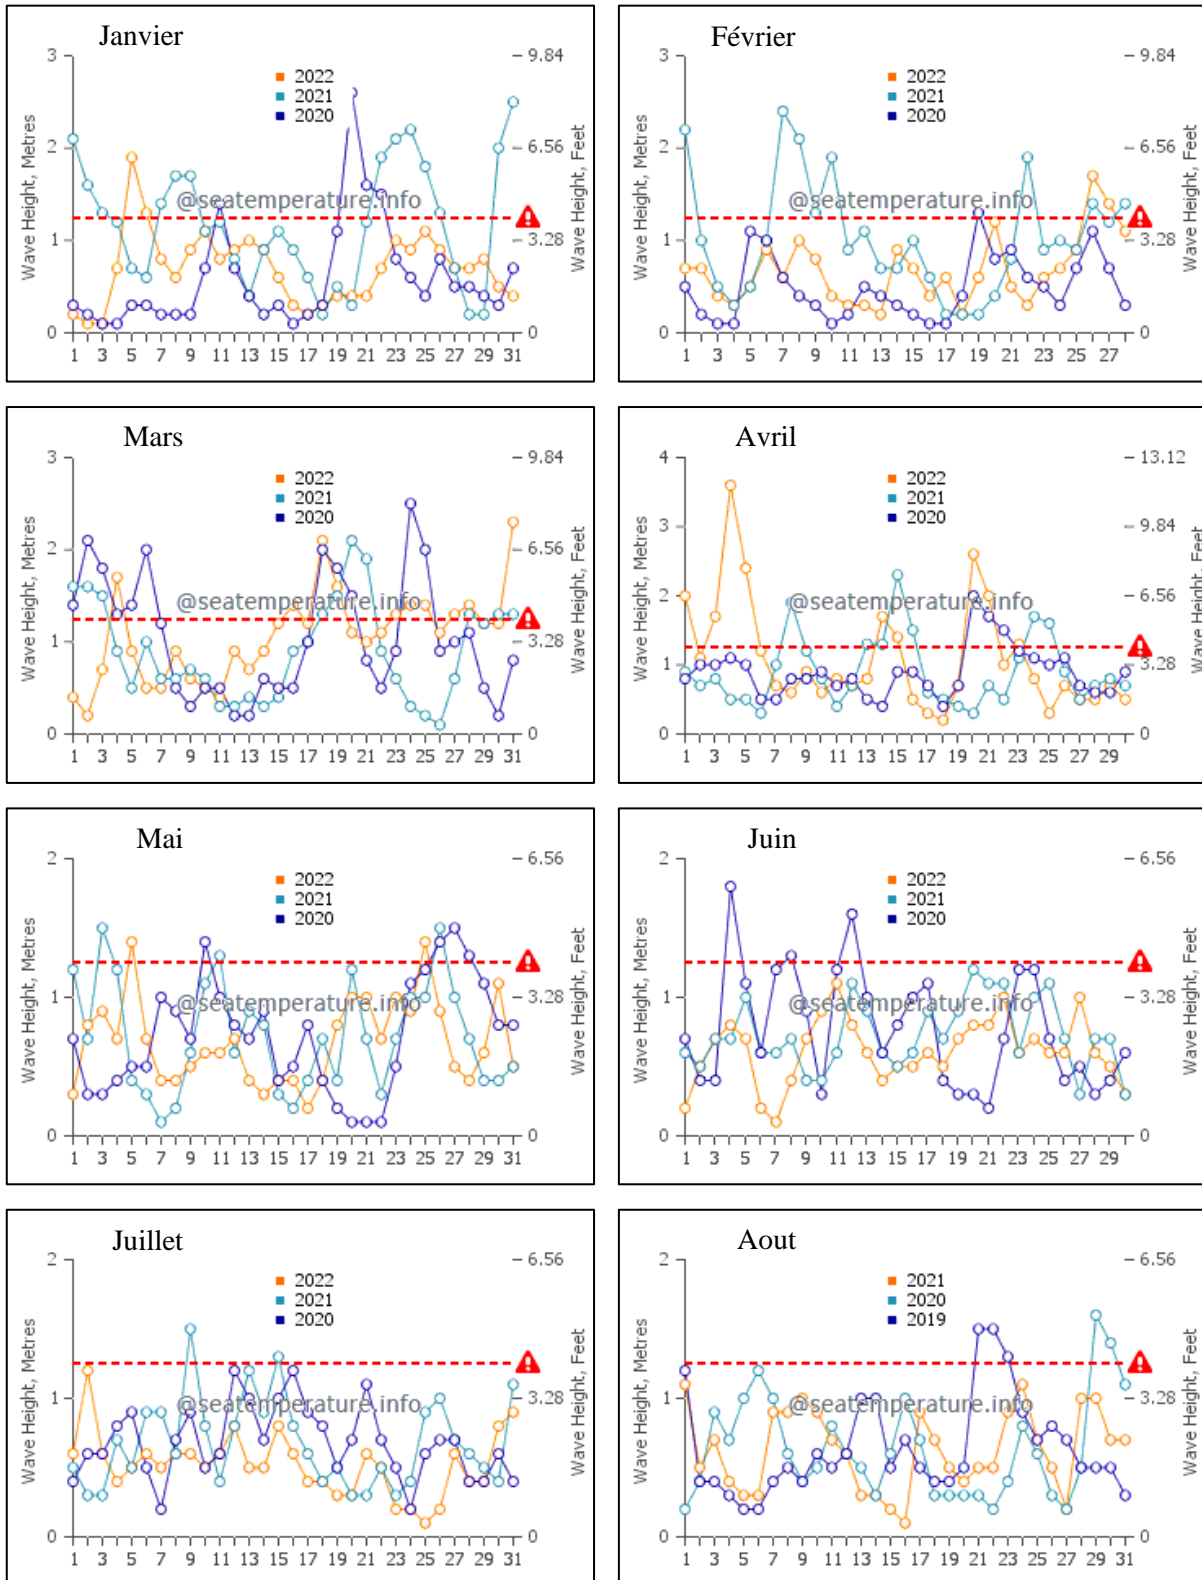 Janvier
3
9.84
2022
2021
2020
2
6.56
@seatemperature.info
1
3.28
0
0
Wave Height, Metres
Wave Height, Feet
1 3 5 7 9 11 13 15 17 19 21 23 25 27 29 31
Février
3
9.84
2022
2021
2020
2
6.56
@seatemperature.info
1
3.28
0
0
Wave Height, Metres
Wave Height, Feet
1 3 5 7 9 11 13 15 17 19 21 23 25 27
Mars
3
9.84
2022
2021
2020
2
6.56
@seatemperature.info
1
3.28
0
0
Wave Height, Metres
Wave Height, Feet
1 3 5 7 9 11 13 15 17 19 21 23 25 27 29 31
Avril
4
13.12
2022
2021
2020
3
9.84
2
6.56
@seatemperature.info
1
3.28
0
0
Wave Height, Metres
Wave Height, Feet
1 3 5 7 9 11 13 15 17 19 21 23 25 27 29
Mai
2
6.56
2022
2021
2020
1
3.28
@seatemperature.info
0
0
Wave Height, Metres
Wave Height, Feet
1 3 5 7 9 11 13 15 17 19 21 23 25 27 29 31
Juin
2
6.56
2022
2021
2020
1
3.28
@seatemperature.info
0
0
Wave Height, Metres
Wave Height, Feet
1 3 5 7 9 11 13 15 17 19 21 23 25 27 29
Juillet
2
6.56
2022
2021
2020
1
3.28
@seatemperature.info
0
0
Wave Height, Metres
Wave Height, Feet
1 3 5 7 9 11 13 15 17 19 21 23 25 27 29 31
Aout
2
6.56
2021
2020
2019
1
3.28
@seatemperature.info
0
0
Wave Height, Metres
Wave Height, Feet
1 3 5 7 9 11 13 15 17 19 21 23 25 27 29 31